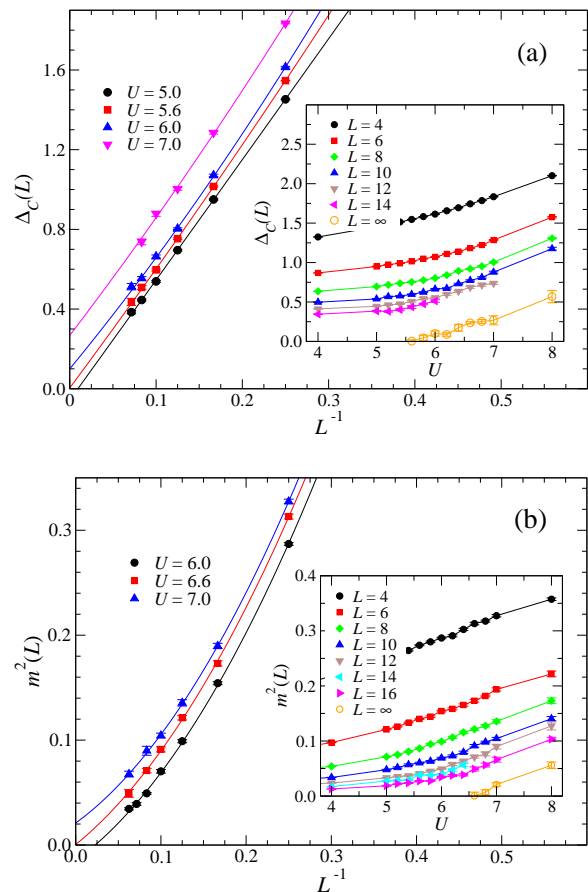 (a)
U = 5.0
U = 5.6
U = 6.0
U = 7.0
Δ_C(L)
1.6
1.2
0.8
0.4
0.0
0 0.1 0.2 0.3 0.4 0.5
L⁻¹
L = 4
L = 6
L = 8
L = 10
L = 12
L = 14
L = ∞
Δ_C(L)
2.5
2.0
1.5
1.0
0.5
0.0
4 5 6 7 8
U
(b)
U = 6.0
U = 6.6
U = 7.0
m²(L)
0.3
0.2
0.1
0.0
0.0 0.1 0.2 0.3 0.4 0.5
L⁻¹
L = 4
L = 6
L = 8
L = 10
L = 12
L = 14
L = 16
L = ∞
m²(L)
0.4
0.3
0.2
0.1
0.0
4 5 6 7 8
U